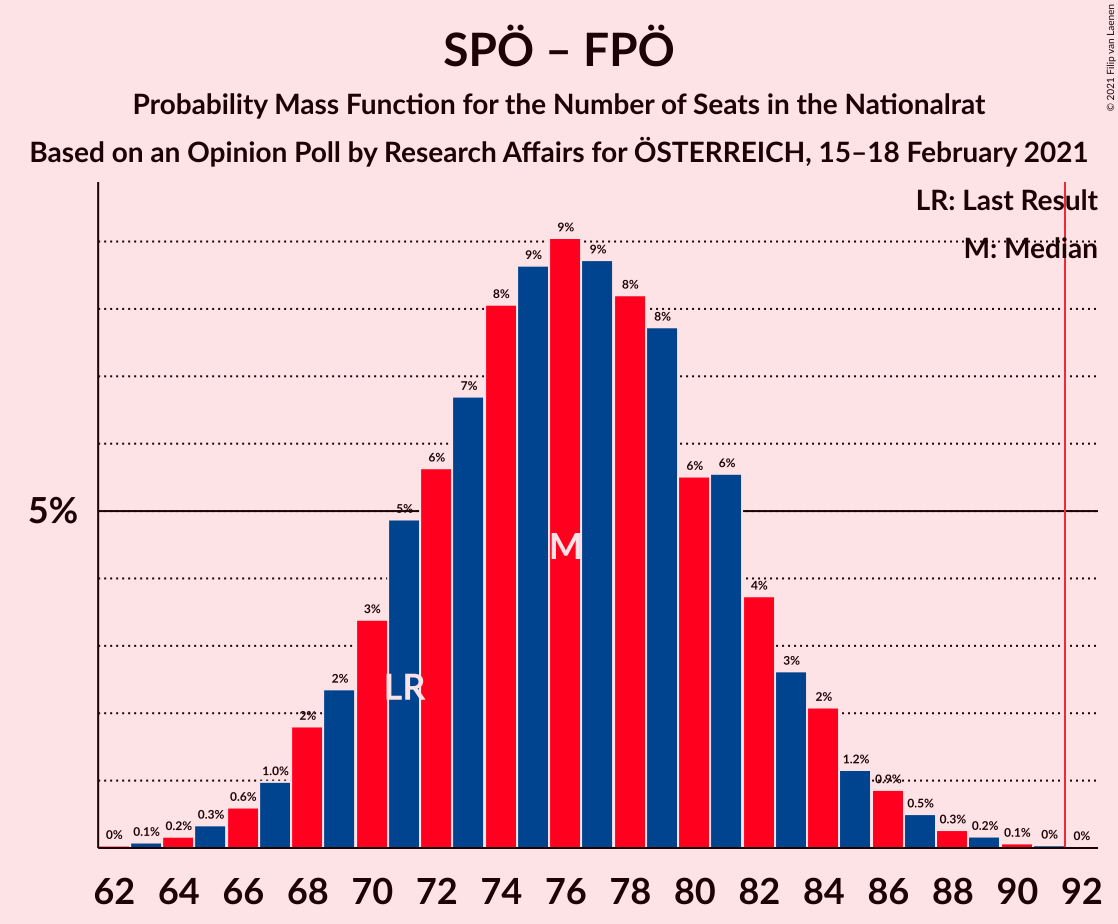 SPÖ – FPÖ
Probability Mass Function for the Number of Seats in the Nationalrat
Based on an Opinion Poll by Research Affairs for ÖSTERREICH, 15–18 February 2021
© 2021 Filip van Laenen
LR: Last Result
M: Median
5%
0% 0.1% 0.2% 0.3% 0.6% 1.0% 2% 2% 3% 5% 6% 7% 8% 9% 9% 9% 8% 8% 6% 6% 4% 3% 2% 1.2% 0.9% 0.5% 0.3% 0.2% 0.1% 0% 0%
M
LR
62 64 66 68 70 72 74 76 78 80 82 84 86 88 90 92